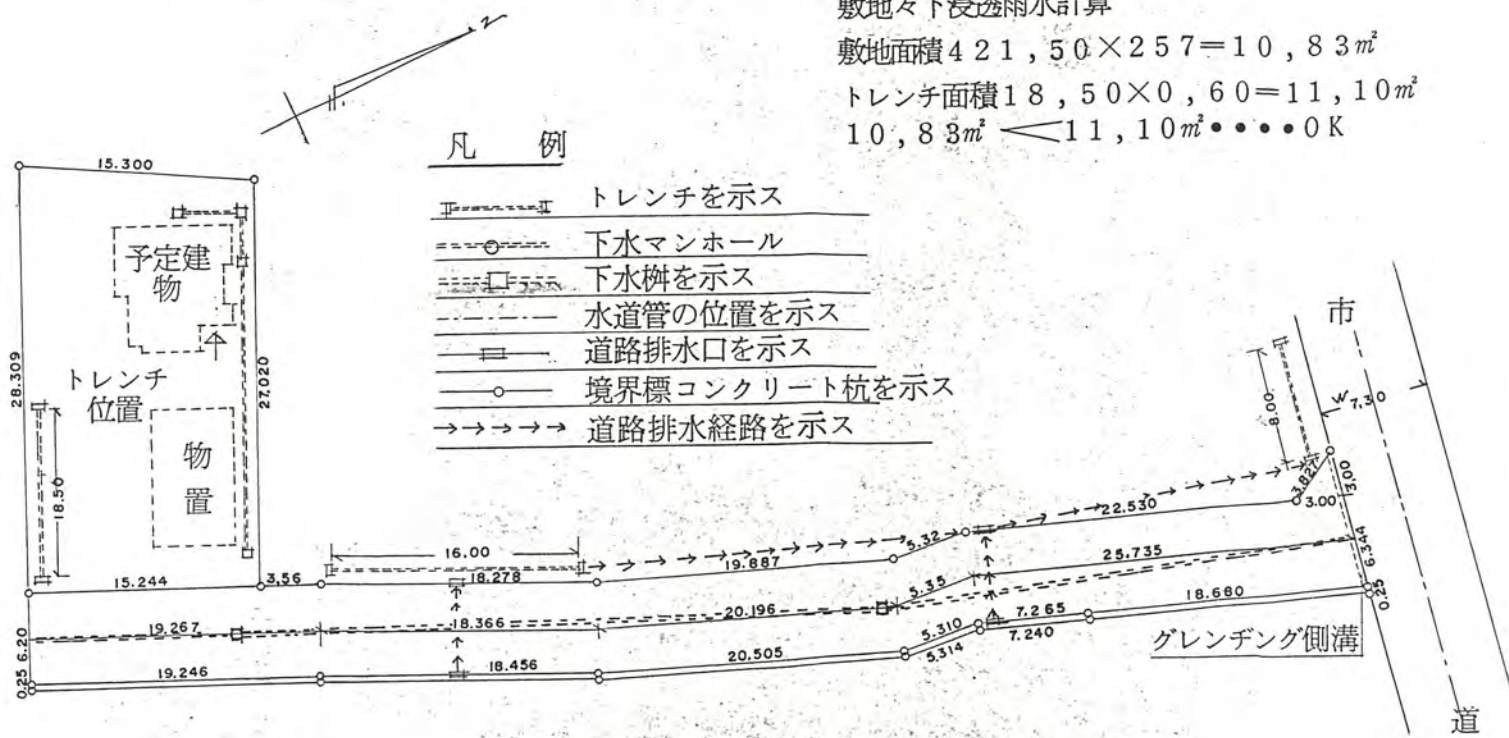 敷地々下浸透雨水計算
敷地面積421,50×257=10,83㎡
トレンチ面積18,50×0,60=11,10㎡
10,83㎡<11,10㎡••••OK
凡 例
トレンチを示ス
下水マンホール
下水桝を示ス
水道管の位置を示ス
道路排水口を示ス
境界標コンクリート杭を示ス
道路排水経路を示ス
15.300
予定建
物
28.309
27,020
トレンチ
位置
18.50
物
置
15.244
3,56
16.00
18.278
19.887
5.32
22.530
3.827
3.00
3,00
8.00
市
W 7,30
6.20
0.25
19.267
18.366
20.196
5.35
25.735
6.344
0.25
19.246
18.456
20.505
5.310
5.314
7.265
7.240
18.660
グレンヂング側溝
道